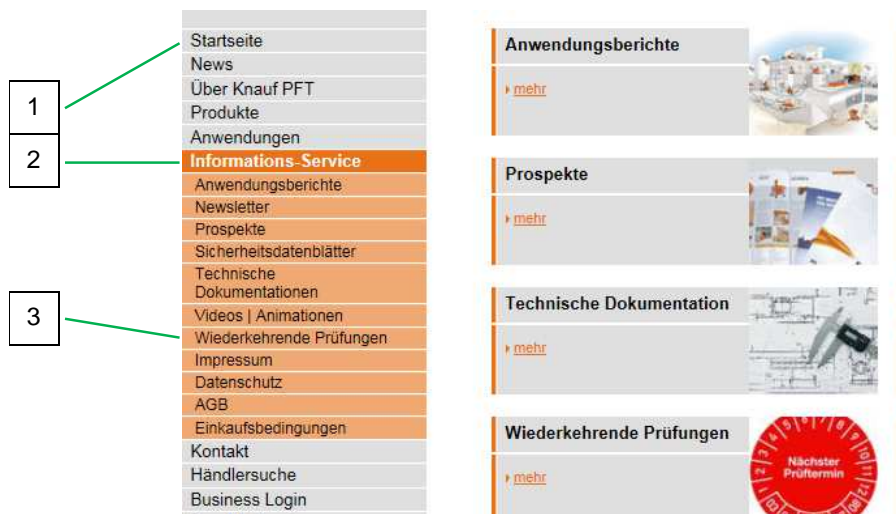 Startseite
News
Über Knauf PFT
Produkte
Anwendungen
Informations-Service
Anwendungsberichte
Newsletter
Prospekte
Sicherheitsdatenblätter
Technische
Dokumentationen
Videos | Animationen
Wiederkehrende Prüfungen
Impressum
Datenschutz
AGB
Einkaufsbedingungen
Kontakt
Händlersuche
Business Login
1
2
3
Anwendungsberichte
mehr
Prospekte
mehr
Technische Dokumentation
mehr
Wiederkehrende Prüfungen
mehr
Nächster
Prüftermin